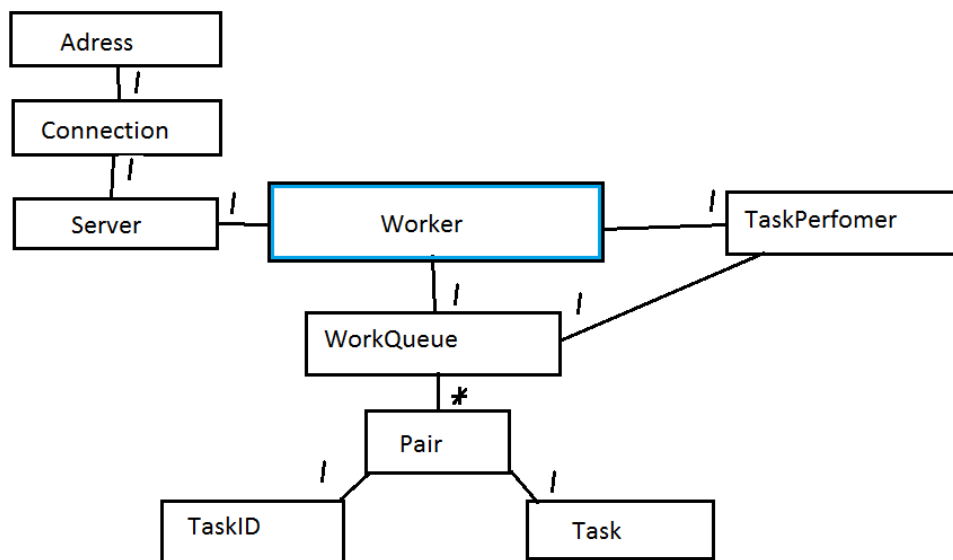 Adress
1
Connection
1
Server
1
Worker
1
TaskPerfomer
1
1
WorkQueue
*
Pair
1
1
TaskID
Task